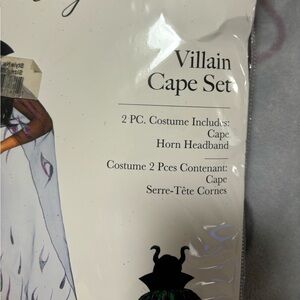 Villain
Cape Set
2 PC. Costume Includes:
Cape
Horn Headband
Costume 2 Pces Contenant:
Cape
Serre-Tête Cornes